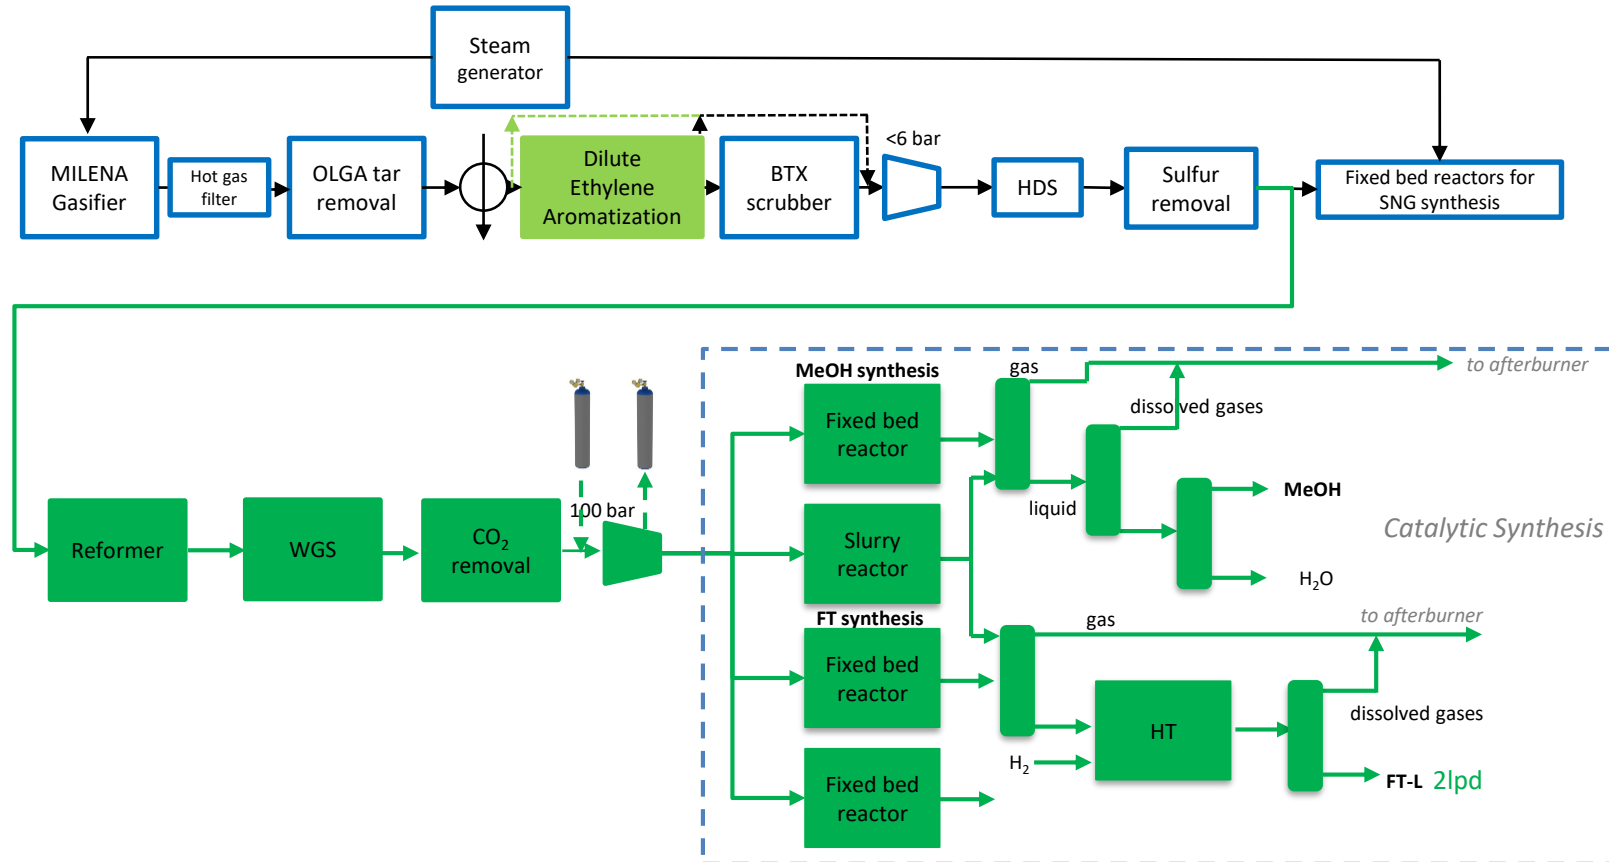 Steam
generator
<6 bar
MILENA
Gasifier
Hot gas
filter
OLGA tar
removal
Dilute
Ethylene
Aromatization
BTX
scrubber
HDS
Sulfur
removal
Fixed bed reactors for
SNG synthesis
MeOH synthesis
gas
to afterburner
Fixed bed
reactor
dissolved gases
liquid
MeOH
100 bar
Catalytic Synthesis
Reformer
WGS
CO2
removal
Slurry
reactor
H2O
FT synthesis
gas
to afterburner
Fixed bed
reactor
HT
dissolved gases
H2
FT-L 2lpd
Fixed bed
reactor